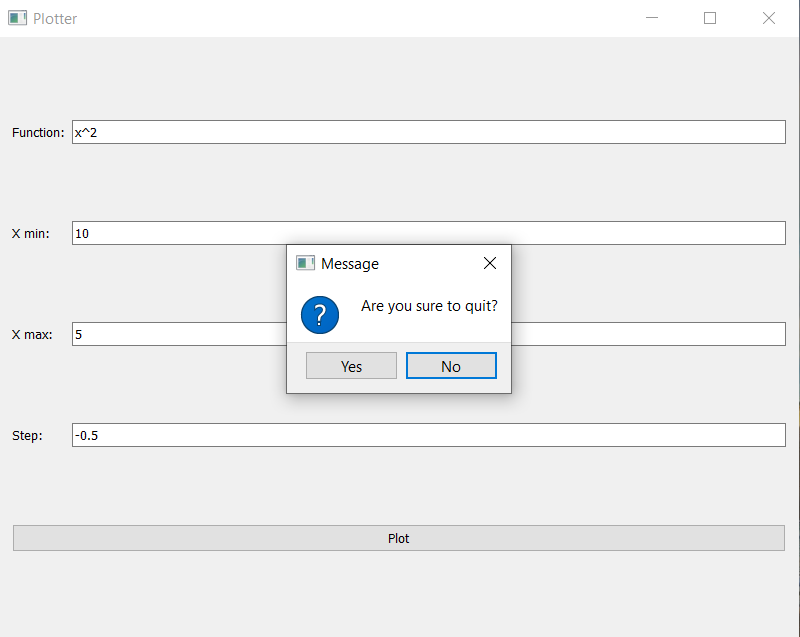 Plotter
Function: x^2
X min: 10
Message
Are you sure to quit?
X max: 5
Yes No
Step: -0.5
Plot